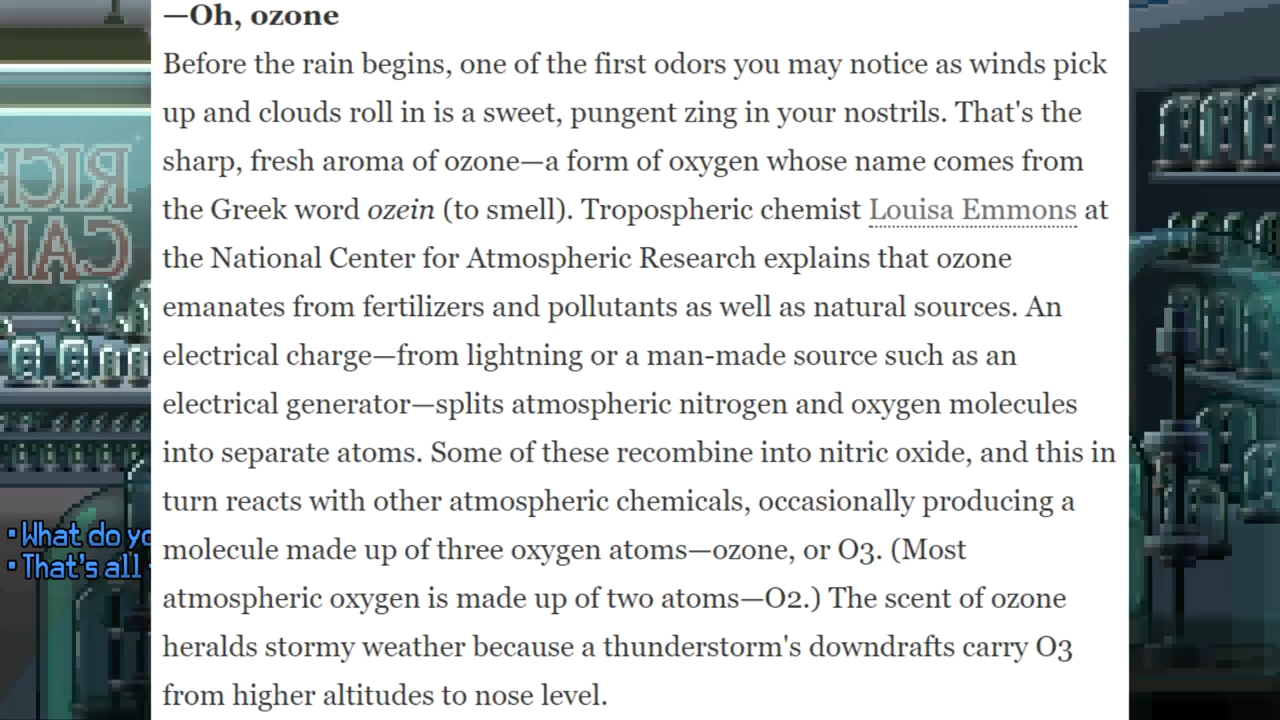 —Oh, ozone
Before the rain begins, one of the first odors you may notice as winds pick
up and clouds roll in is a sweet, pungent zing in your nostrils. That's the
sharp, fresh aroma of ozone—a form of oxygen whose name comes from
the Greek word ozein (to smell). Tropospheric chemist Louisa Emmons at
the National Center for Atmospheric Research explains that ozone
emanates from fertilizers and pollutants as well as natural sources. An
electrical charge—from lightning or a man-made source such as an
electrical generator—splits atmospheric nitrogen and oxygen molecules
into separate atoms. Some of these recombine into nitric oxide, and this in
turn reacts with other atmospheric chemicals, occasionally producing a
molecule made up of three oxygen atoms—ozone, or O3. (Most
atmospheric oxygen is made up of two atoms—O2.) The scent of ozone
heralds stormy weather because a thunderstorm's downdrafts carry O3
from higher altitudes to nose level.
RICH
CAR
• What do yo
• That's all